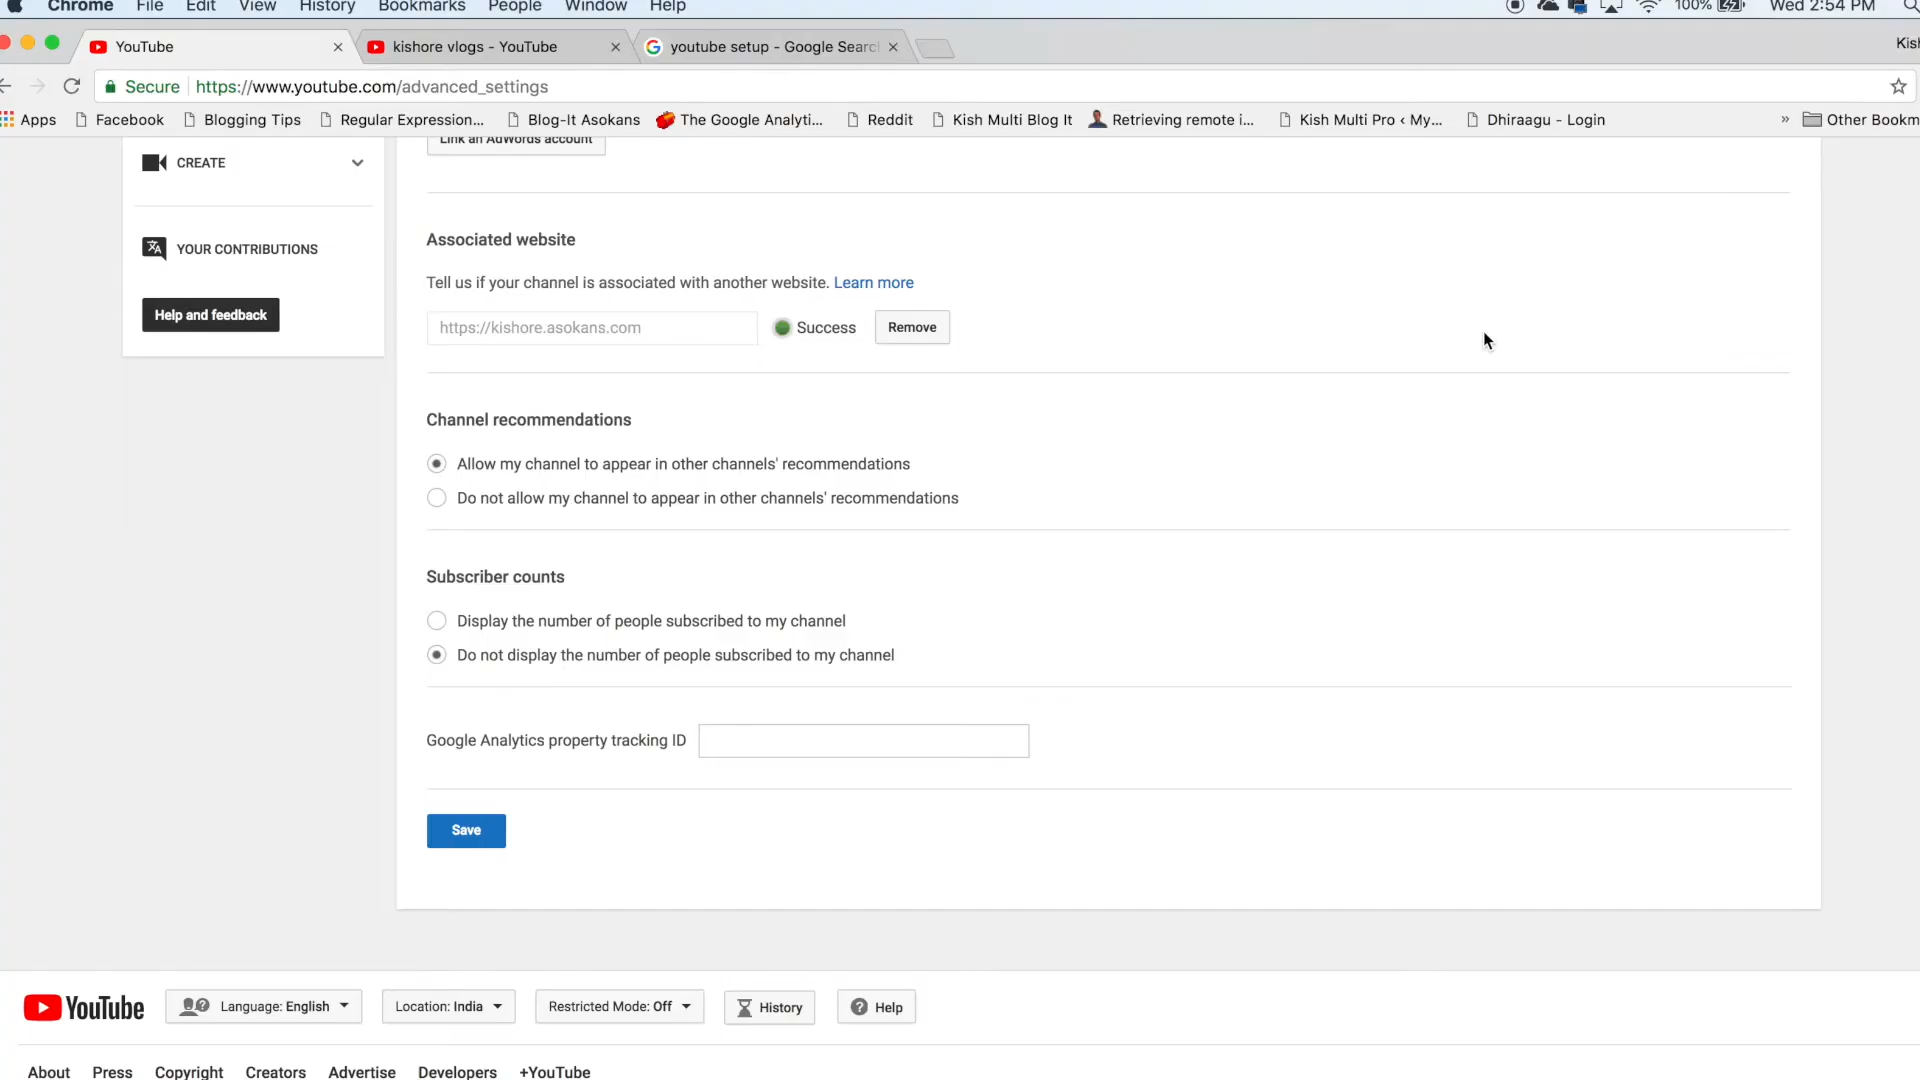 Chrome File Edit View History Bookmarks People Window Help 100% Wed 2:54 PM
YouTube × kishore vlogs - YouTube × youtube setup - Google Search × Kish
Secure https://www.youtube.com/advanced_settings
Apps Facebook Blogging Tips Regular Expression... Blog-It Asokans The Google Analyti... Reddit Kish Multi Blog It Retrieving remote i... Kish Multi Pro ‹ My... Dhiraagu - Login » Other Bookm
Link an AdWords account
CREATE
Associated website
YOUR CONTRIBUTIONS
Tell us if your channel is associated with another website. Learn more
Help and feedback
https://kishore.asokans.com Success Remove
Channel recommendations
Allow my channel to appear in other channels' recommendations
Do not allow my channel to appear in other channels' recommendations
Subscriber counts
Display the number of people subscribed to my channel
Do not display the number of people subscribed to my channel
Google Analytics property tracking ID
Save
YouTube Language: English Location: India Restricted Mode: Off History Help
About Press Copyright Creators Advertise Developers +YouTube